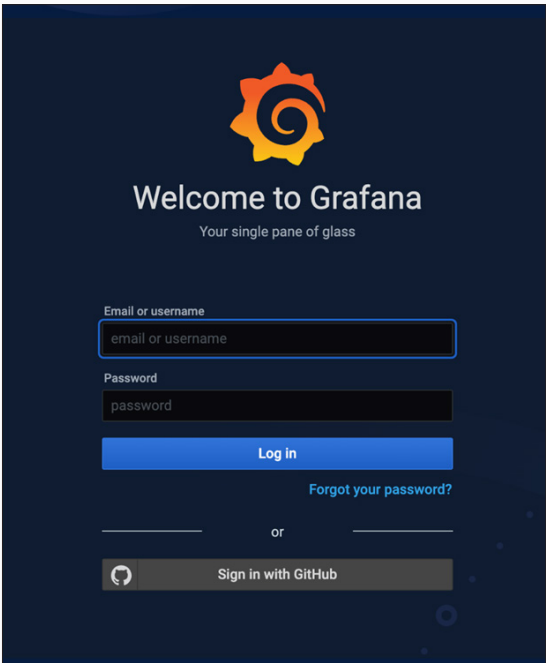 Welcome to Grafana
Your single pane of glass
Email or username
email or username
Password
password
Log in
Forgot your password?
or
Sign in with GitHub